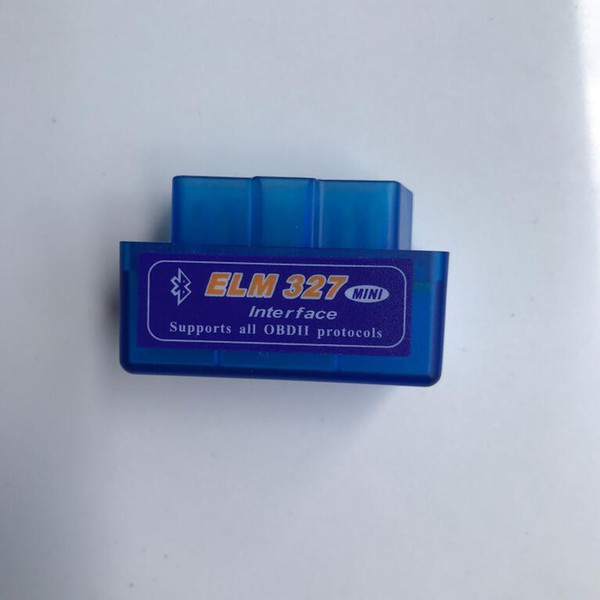 ELM 327 MINI
Interface
Supports all OBDII protocols